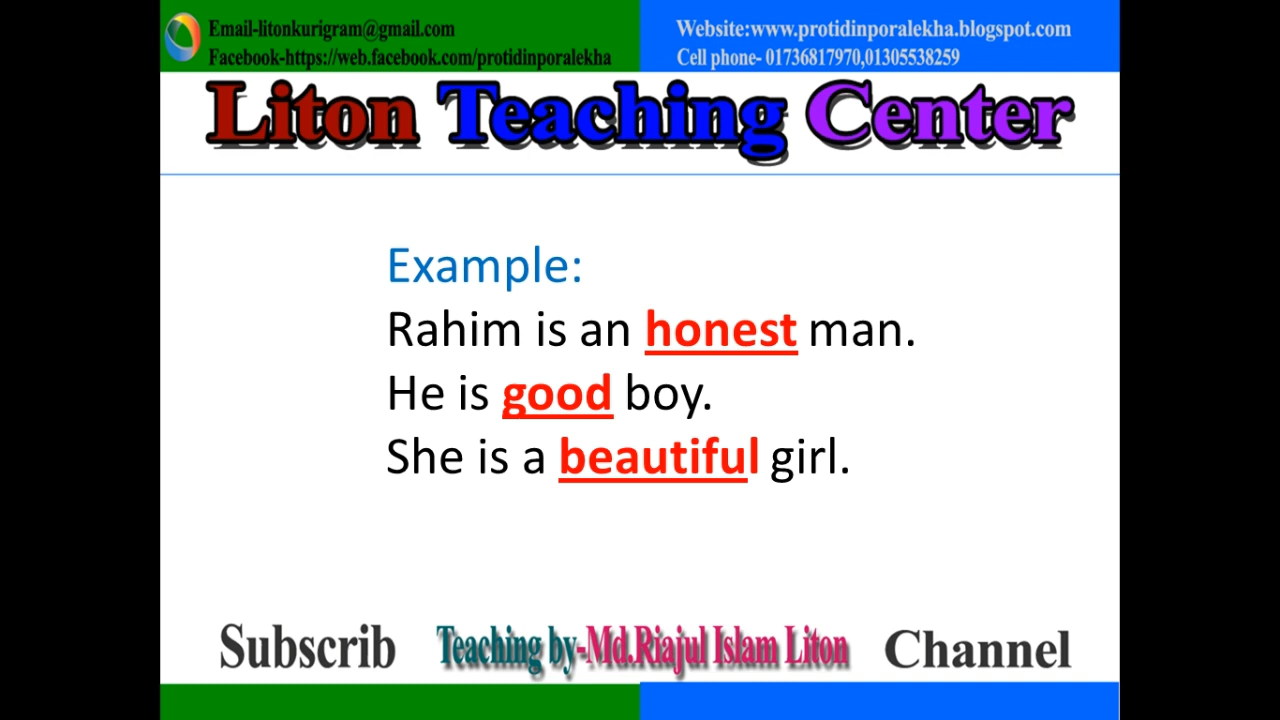 Email-litonkurigram@gmail.com
Facebook-https://web.facebook.com/protidinporalekha
Website:www.protidinporalekha.blogspot.com
Cell phone- 01736817970,01305538259
Liton Teaching Center
Example:
Rahim is an honest man.
He is good boy.
She is a beautiful girl.
Subscrib Teaching by-Md.Riajul Islam Liton Channel